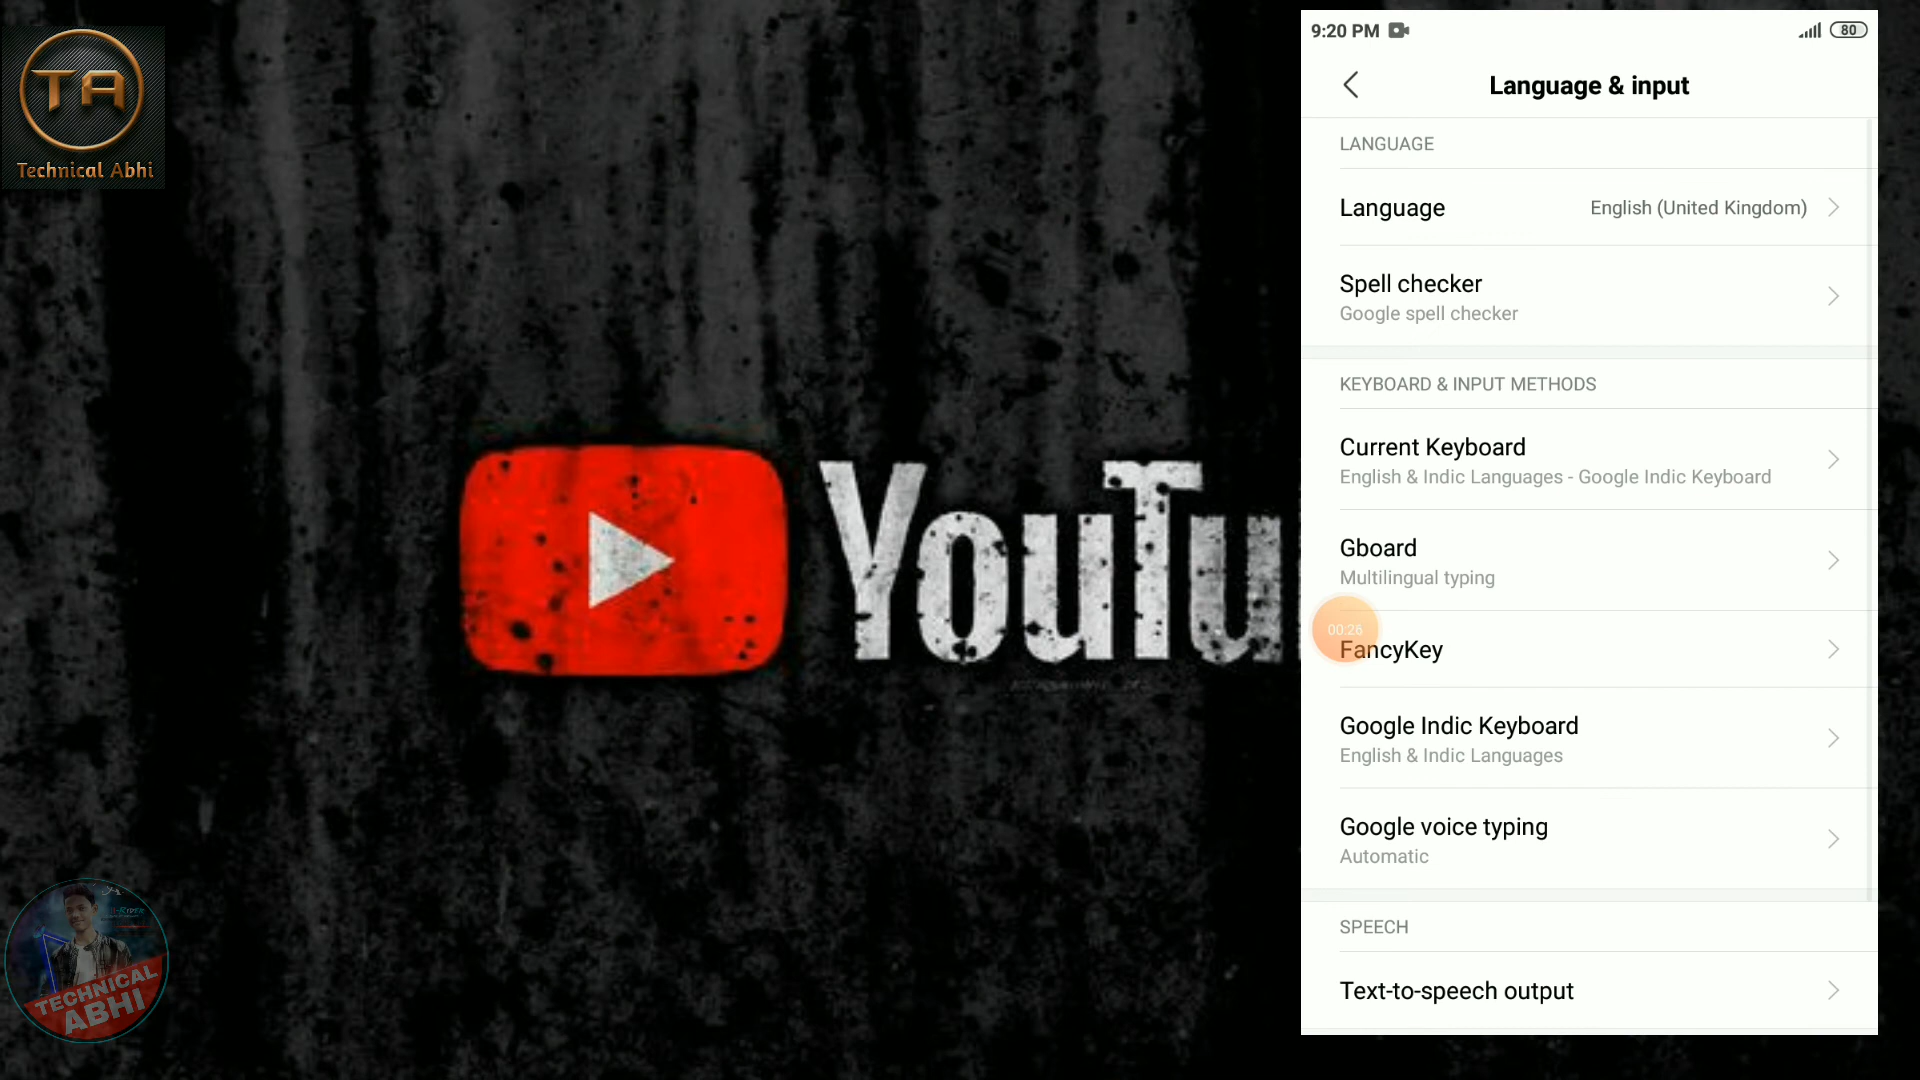 TA
Technical Abhi
YouTu
TECHNICAL
ABHI
9:20 PM
80
Language & input
LANGUAGE
Language
English (United Kingdom)
Spell checker
Google spell checker
KEYBOARD & INPUT METHODS
Current Keyboard
English & Indic Languages - Google Indic Keyboard
Gboard
Multilingual typing
00:26
FancyKey
Google Indic Keyboard
English & Indic Languages
Google voice typing
Automatic
SPEECH
Text-to-speech output